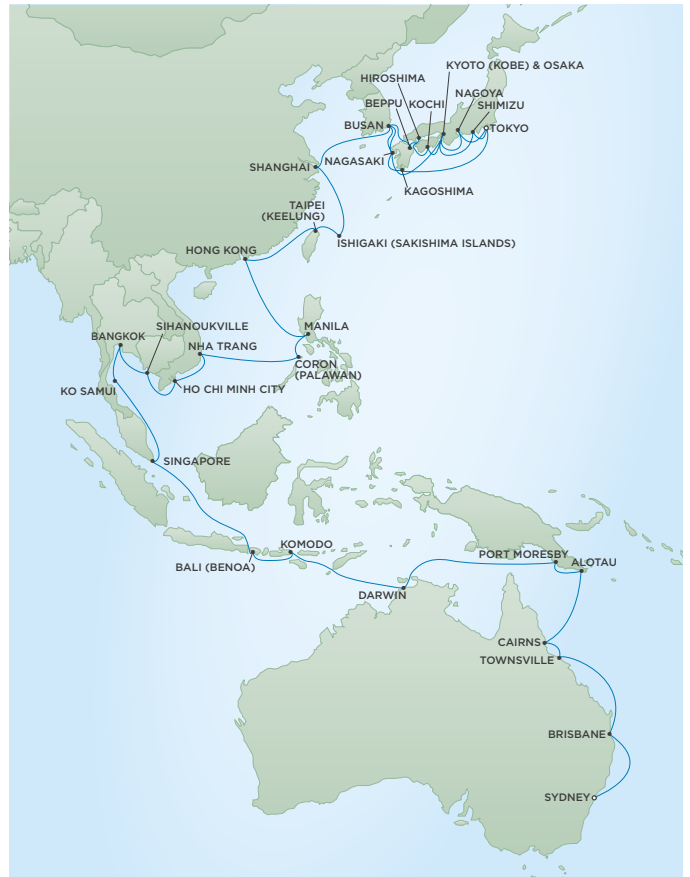 KYOTO (KOBE) & OSAKA
HIROSHIMA
NAGOYA
BEPPU
KOCHI
SHIMIZU
BUSAN
TOKYO
NAGASAKI
SHANGHAI
KAGOSHIMA
TAIPEI
(KEELUNG)
ISHIGAKI (SAKISHIMA ISLANDS)
HONG KONG
SIHANOUKVILLE
MANILA
BANGKOK
NHA TRANG
CORON
(PALAWAN)
KO SAMUI
HO CHI MINH CITY
SINGAPORE
KOMODO
PORT MORESBY
ALOTAU
BALI (BENOA)
DARWIN
CAIRNS
TOWNSVILLE
BRISBANE
SYDNEY